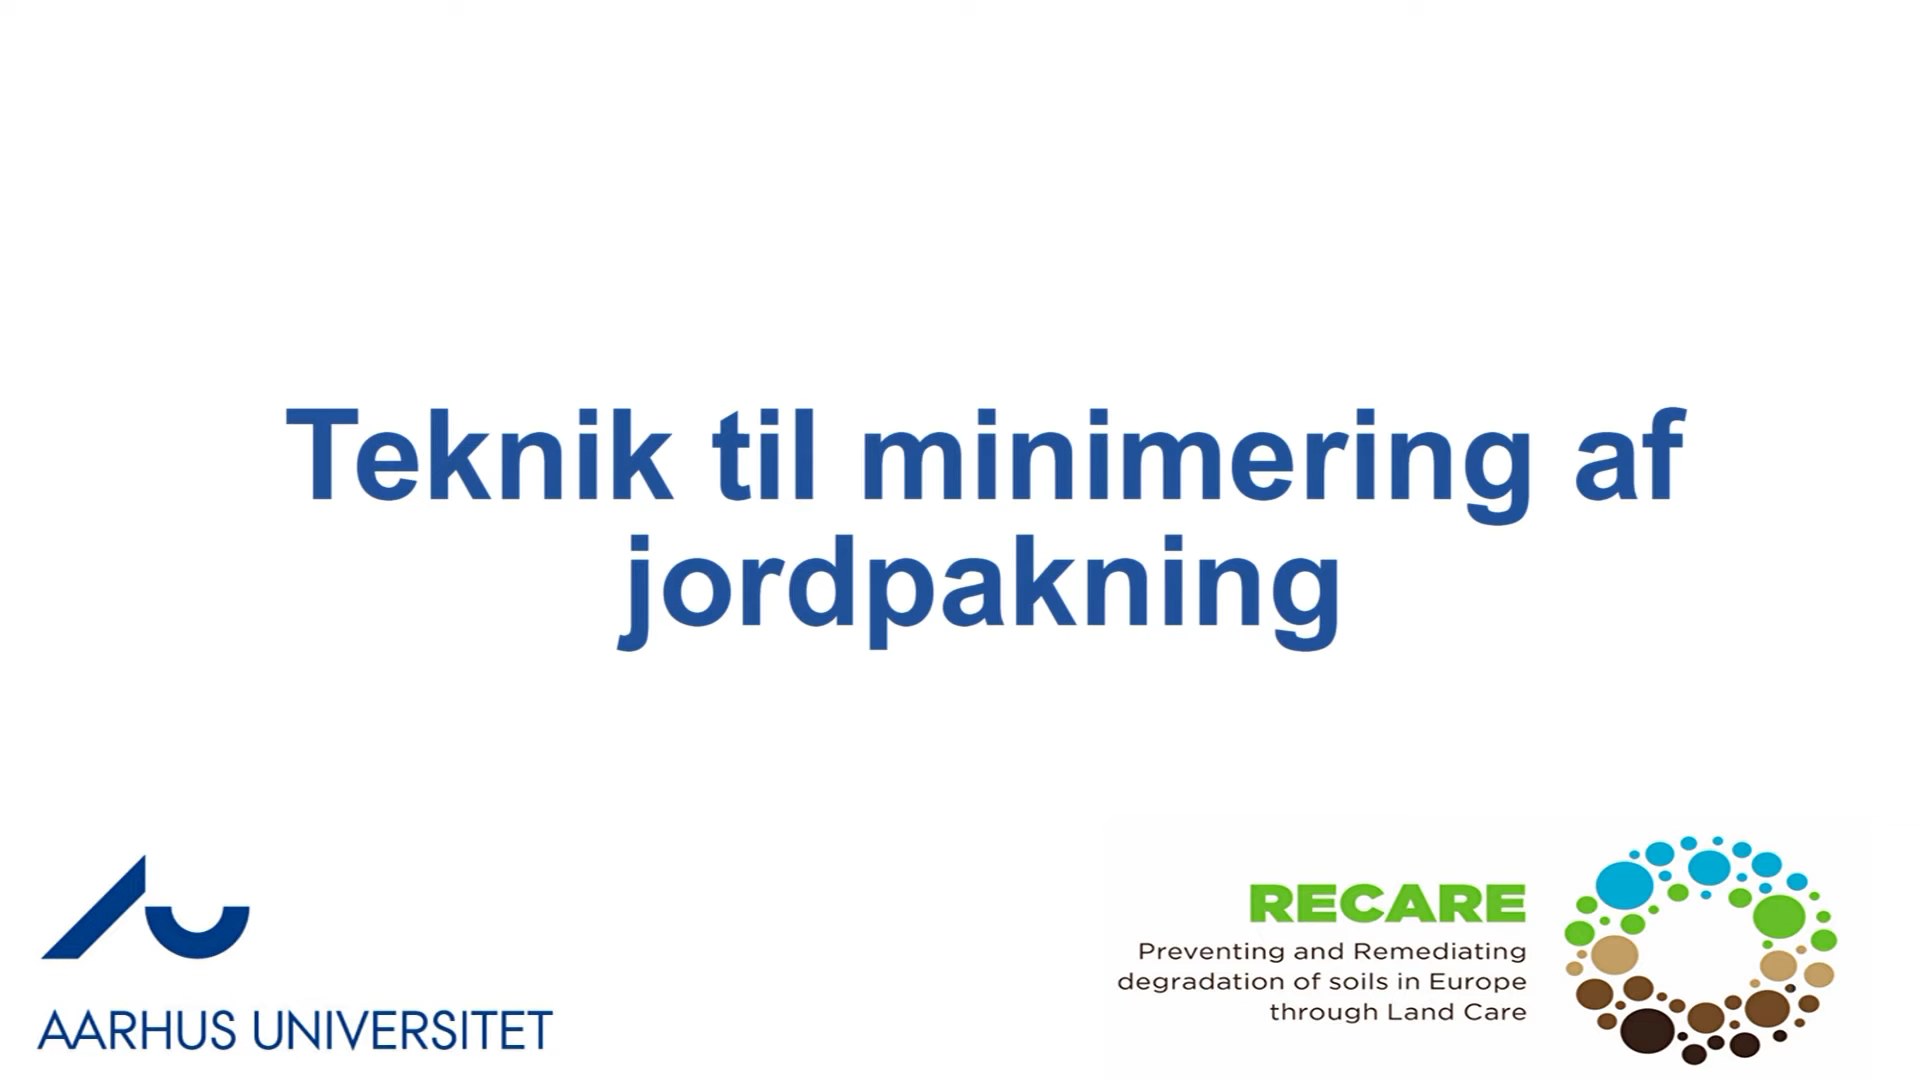 Teknik til minimering af
jordpakning
AARHUS UNIVERSITET
RECARE
Preventing and Remediating
degradation of soils in Europe
through Land Care